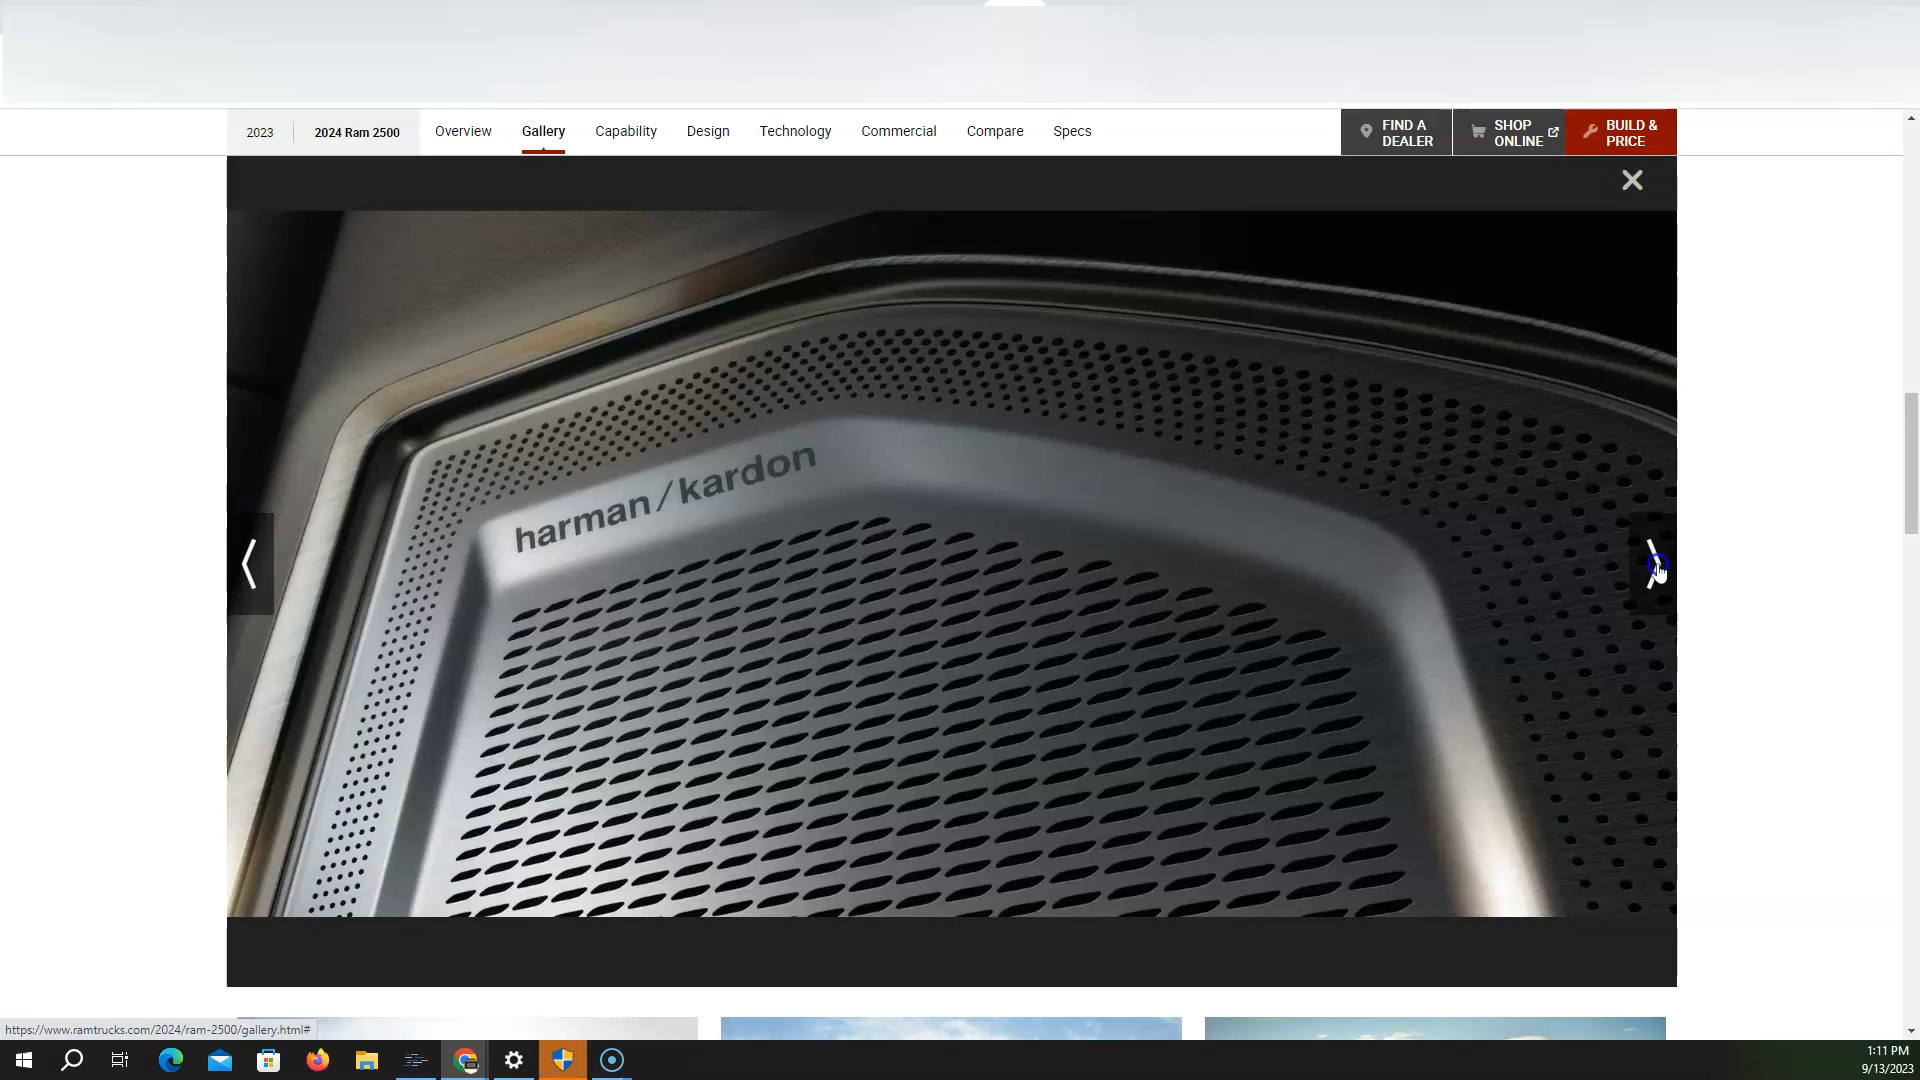 2023
2024 Ram 2500
Overview
Gallery
Capability
Design
Technology
Commercial
Compare
Specs
FIND A
DEALER
SHOP
ONLINE
BUILD &
PRICE
harman/kardon
https://www.ramtrucks.com/2024/ram-2500/gallery.html#
1:11 PM
9/13/2023